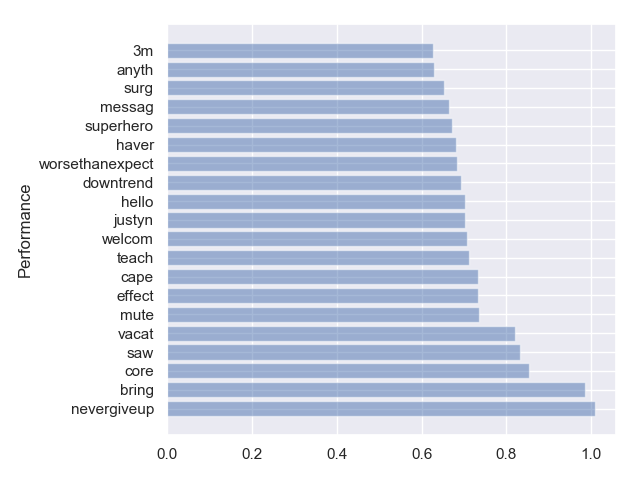 3m
anyth
surg
messag
superhero
haver
worsethanexpect
downtrend
hello
justyn
welcom
teach
cape
effect
mute
vacat
saw
core
bring
nevergiveup
Performance
0.0 0.2 0.4 0.6 0.8 1.0